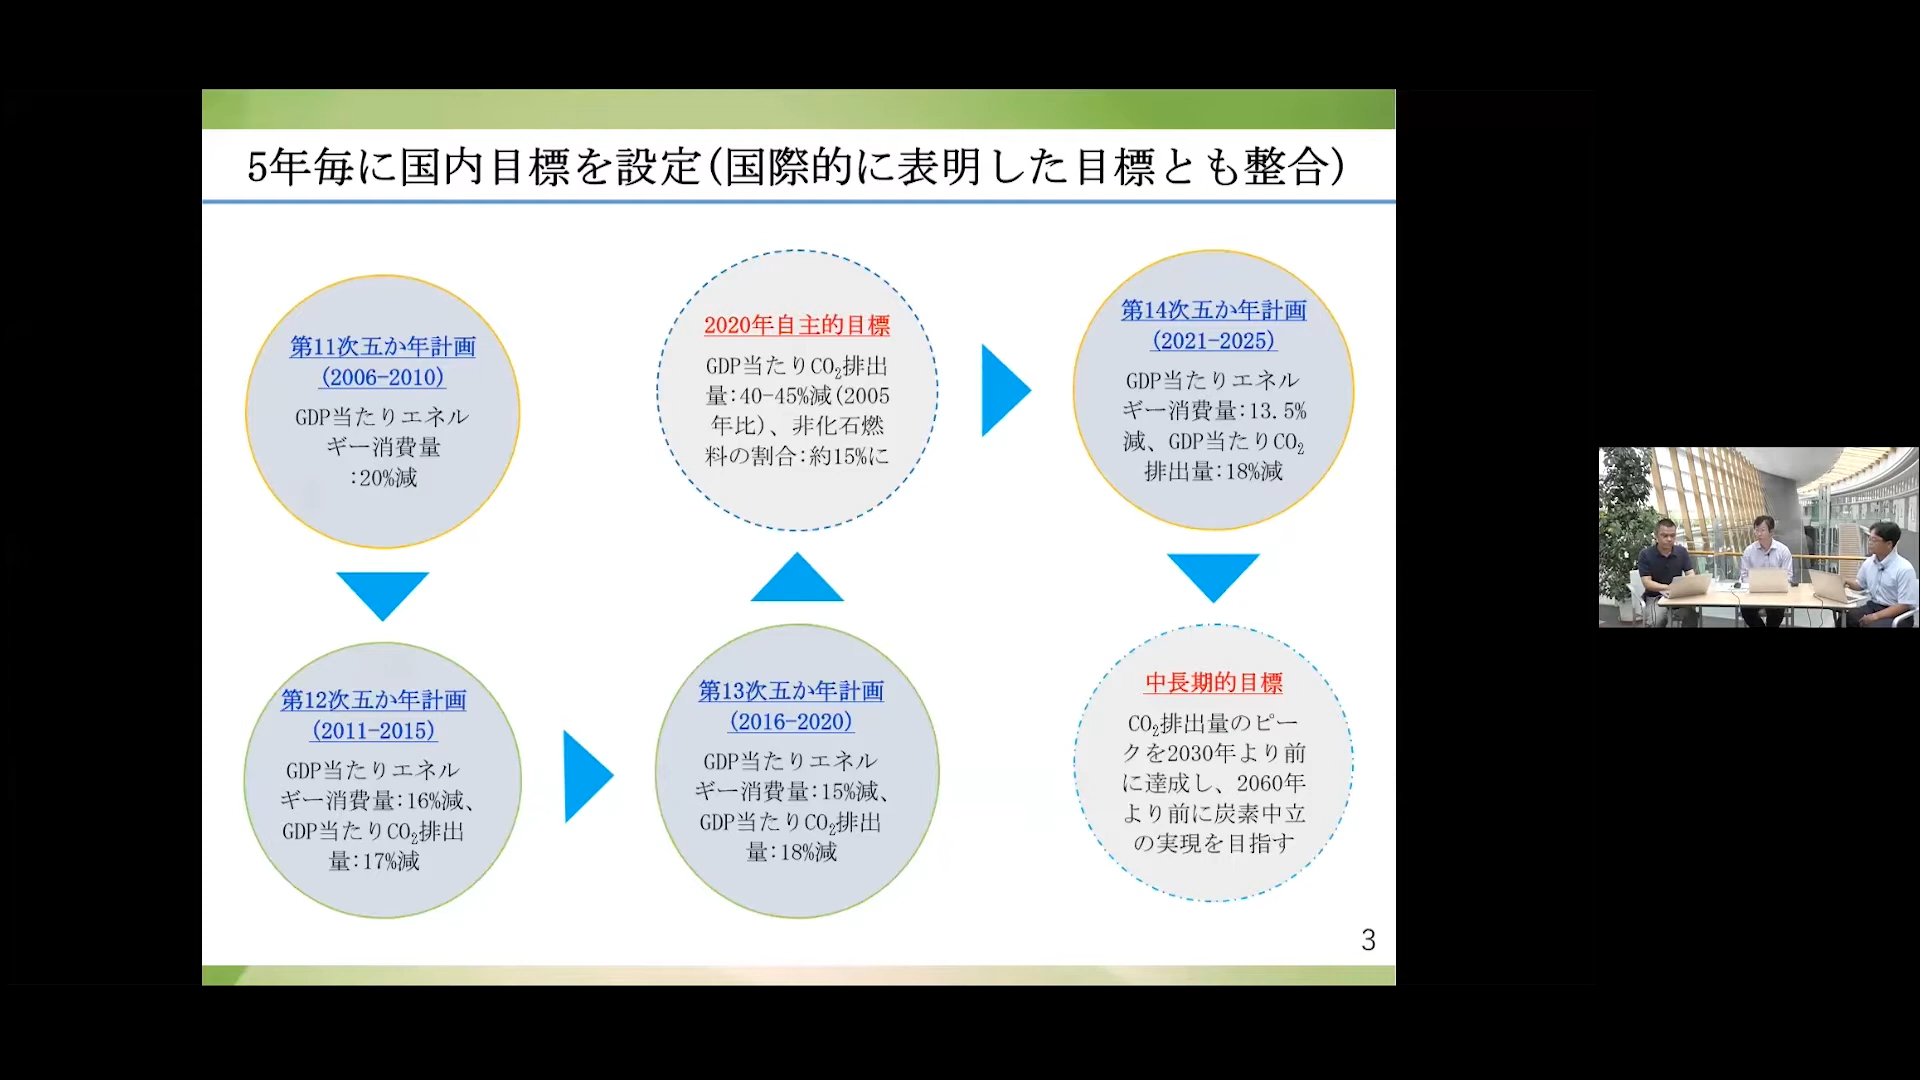 5年毎に国内目標を設定(国際的に表明した目標とも整合)
第11次五か年計画
(2006-2010)
GDP当たりエネル
ギー消費量
:20%減
第12次五か年計画
(2011-2015)
GDP当たりエネル
ギー消費量:16%減、
GDP当たりCO₂排出
量:17%減
第13次五か年計画
(2016-2020)
GDP当たりエネル
ギー消費量:15%減、
GDP当たりCO₂排出
量:18%減
2020年自主的目標
GDP当たりCO₂排出
量:40-45%減(2005
年比)、非化石燃
料の割合:約15%に
第14次五か年計画
(2021-2025)
GDP当たりエネル
ギー消費量:13.5%
減、GDP当たりCO₂
排出量:18%減
中長期的目標
CO₂排出量のピー
クを2030年より前
に達成し、2060年
より前に炭素中立
の実現を目指す
3